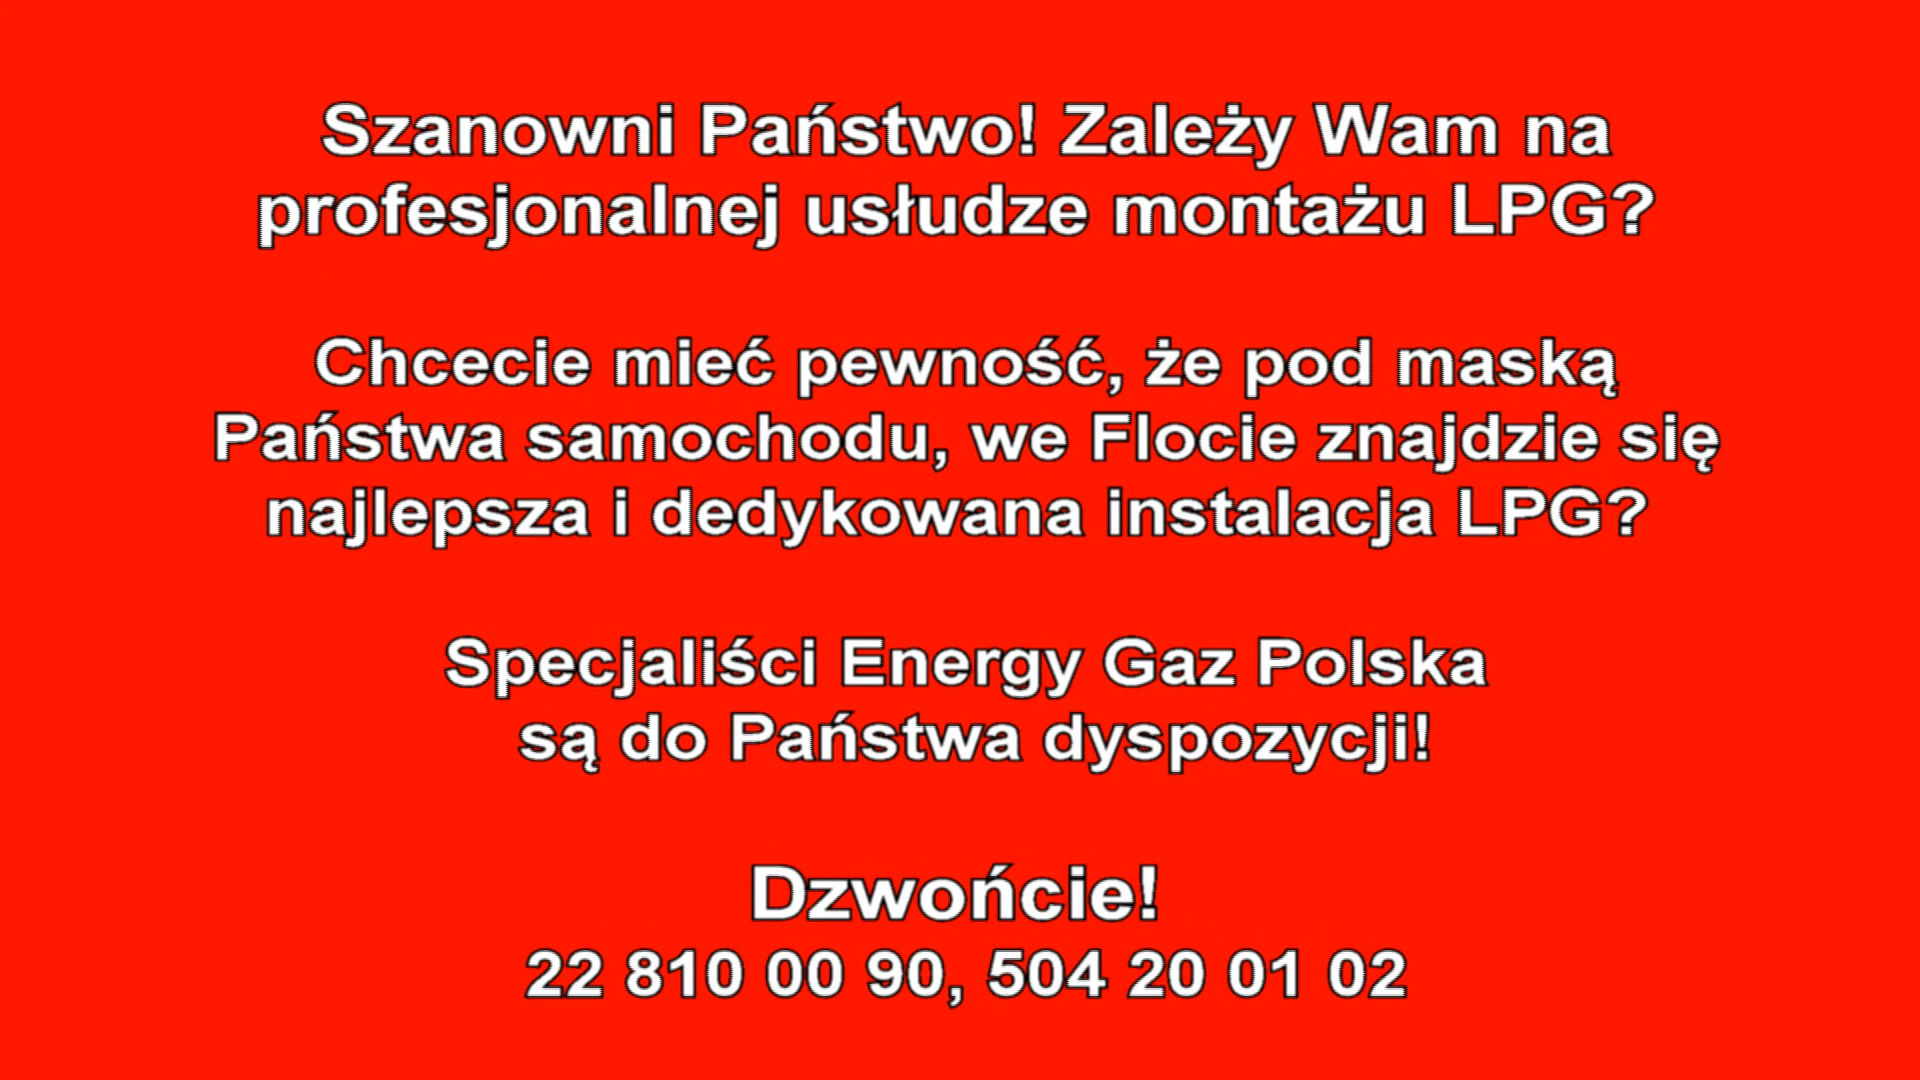 Szanowni Państwo! Zależy Wam na
profesjonalnej usłudze montażu LPG?
Chcecie mieć pewność, że pod maską
Państwa samochodu, we Flocie znajdzie się
najlepsza i dedykowana instalacja LPG?
Specjaliści Energy Gaz Polska
są do Państwa dyspozycji!
Dzwońcie!
22 810 00 90, 504 20 01 02